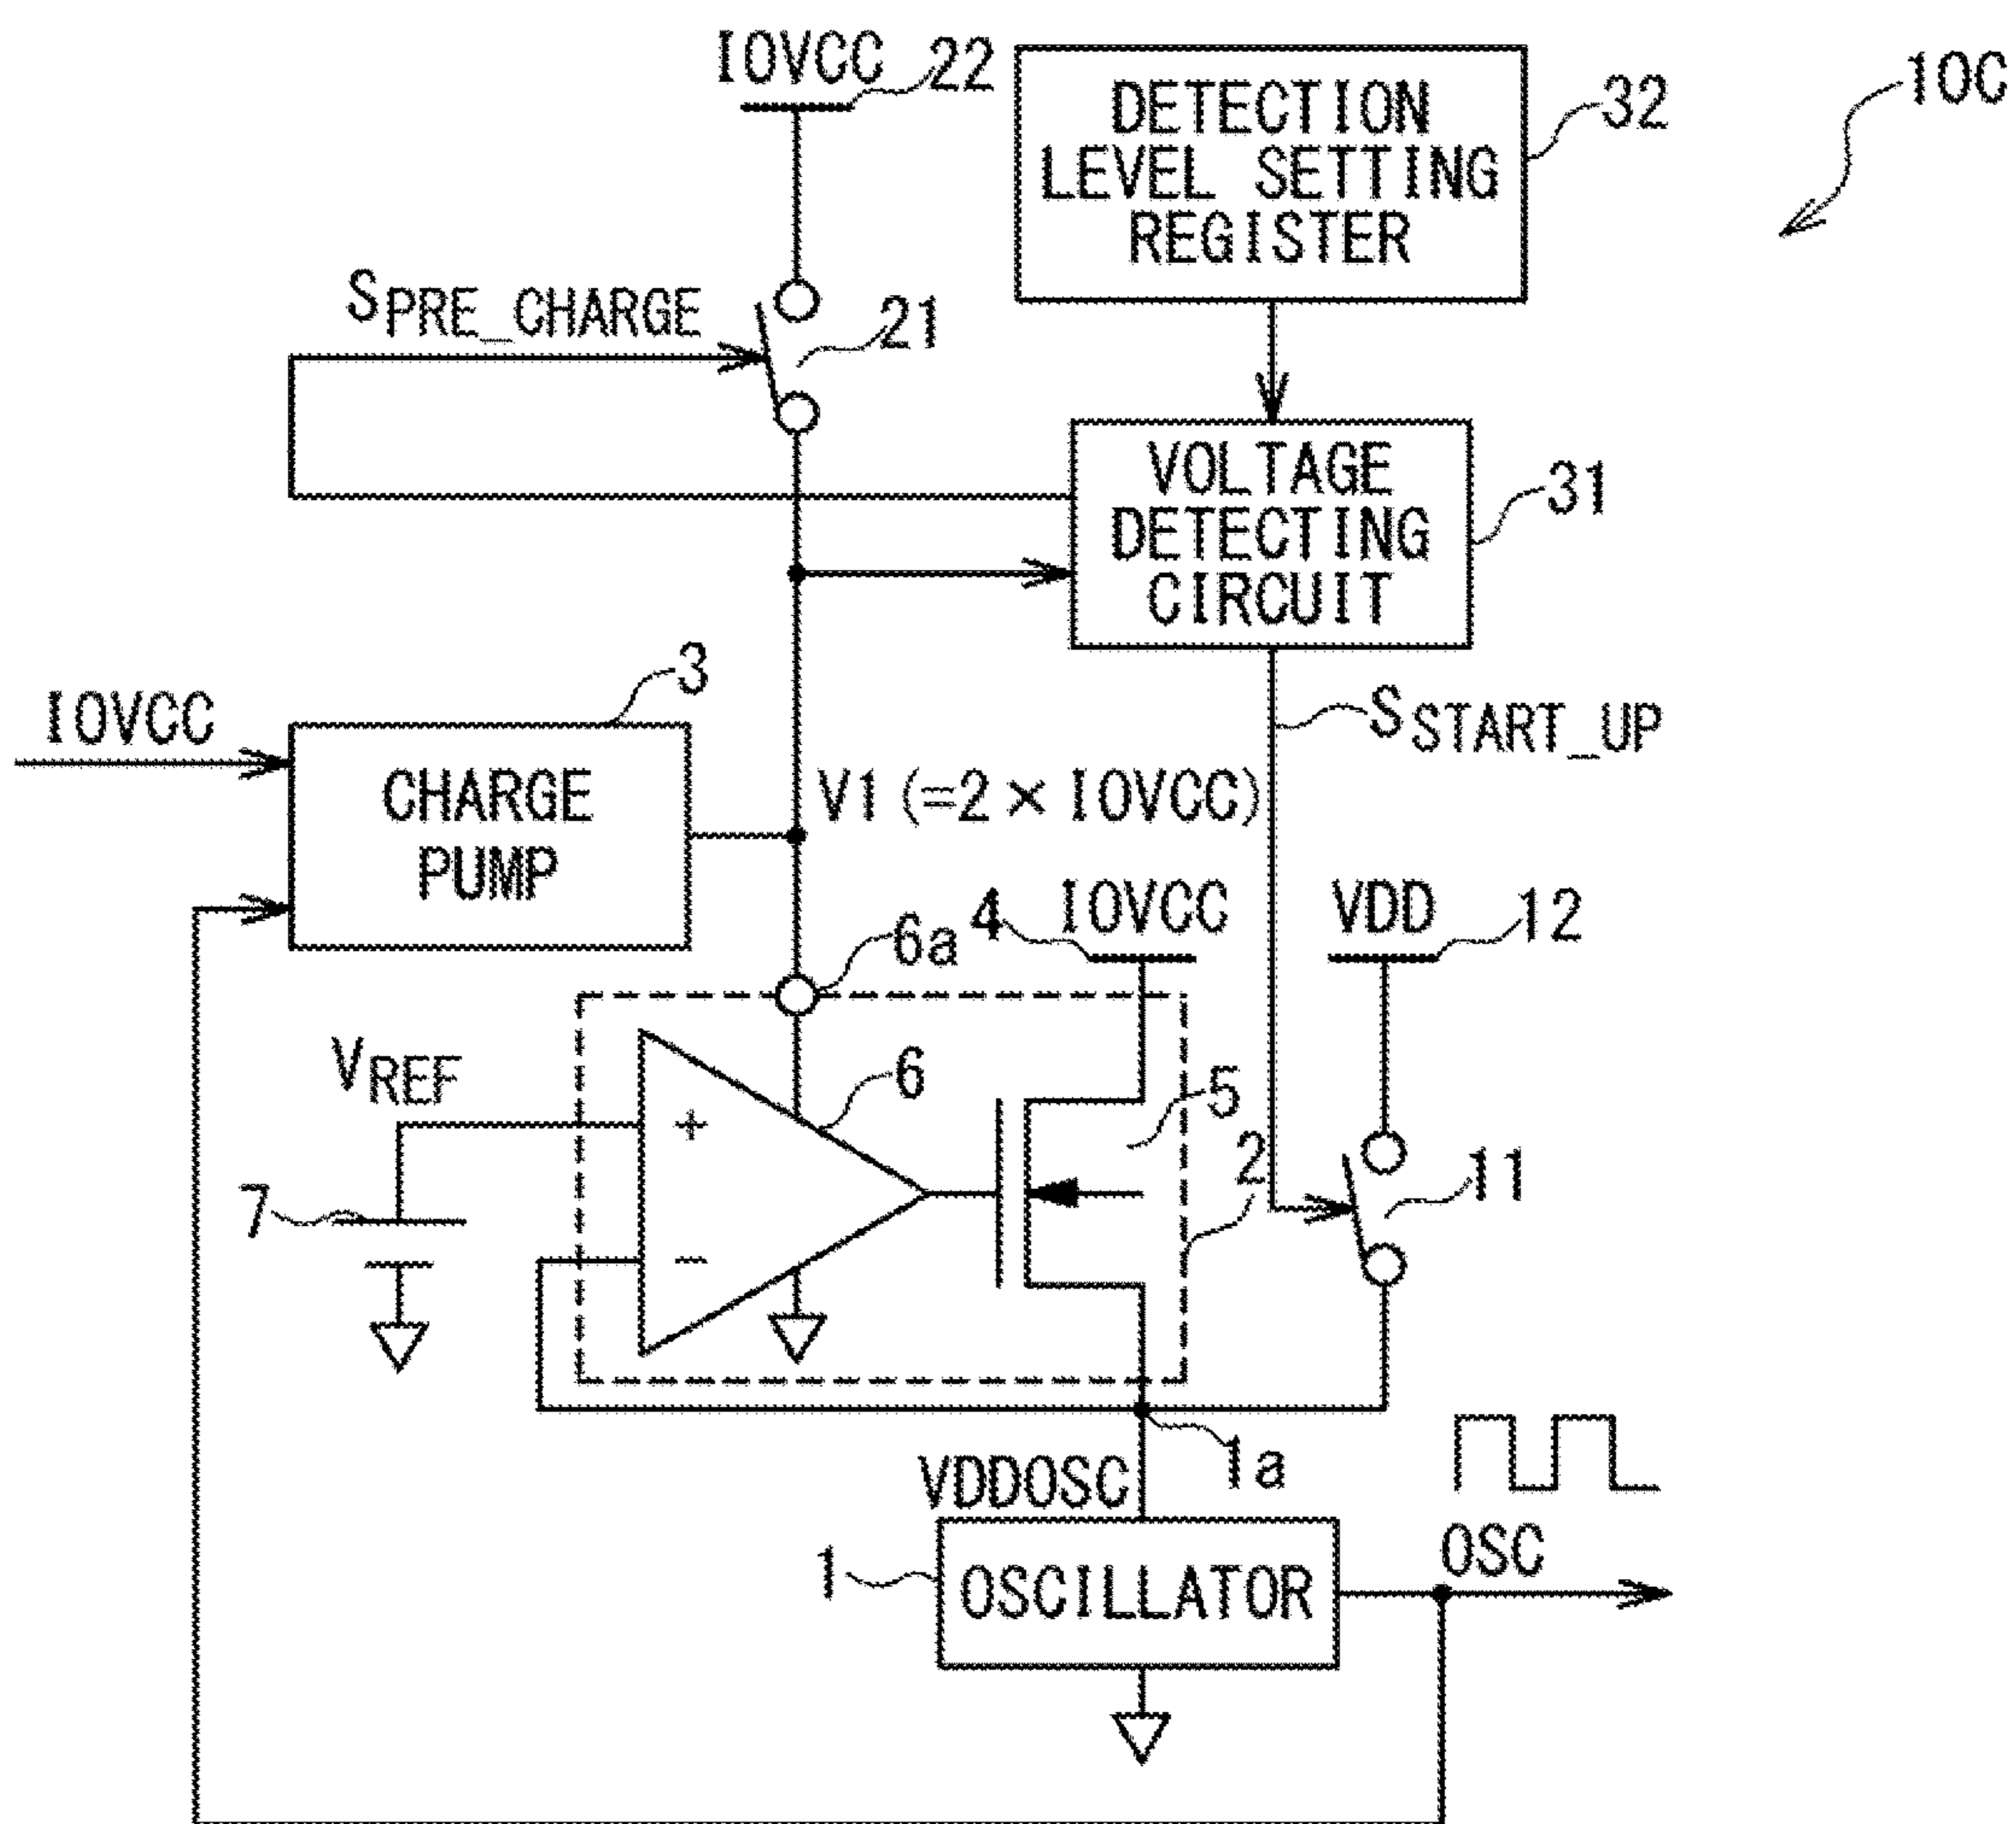 IOVCC 22
DETECTION
LEVEL SETTING
REGISTER
32
10C
SPRE_CHARGE
21
VOLTAGE
DETECTING
CIRCUIT
31
IOVCC
3
CHARGE
PUMP
V1 (=2 × IOVCC)
SSTART_UP
6a
4 IOVCC
VDD 12
VREF
+
-
6
5
2
7
11
1a
VDDOSC
1
OSCILLATOR
OSC